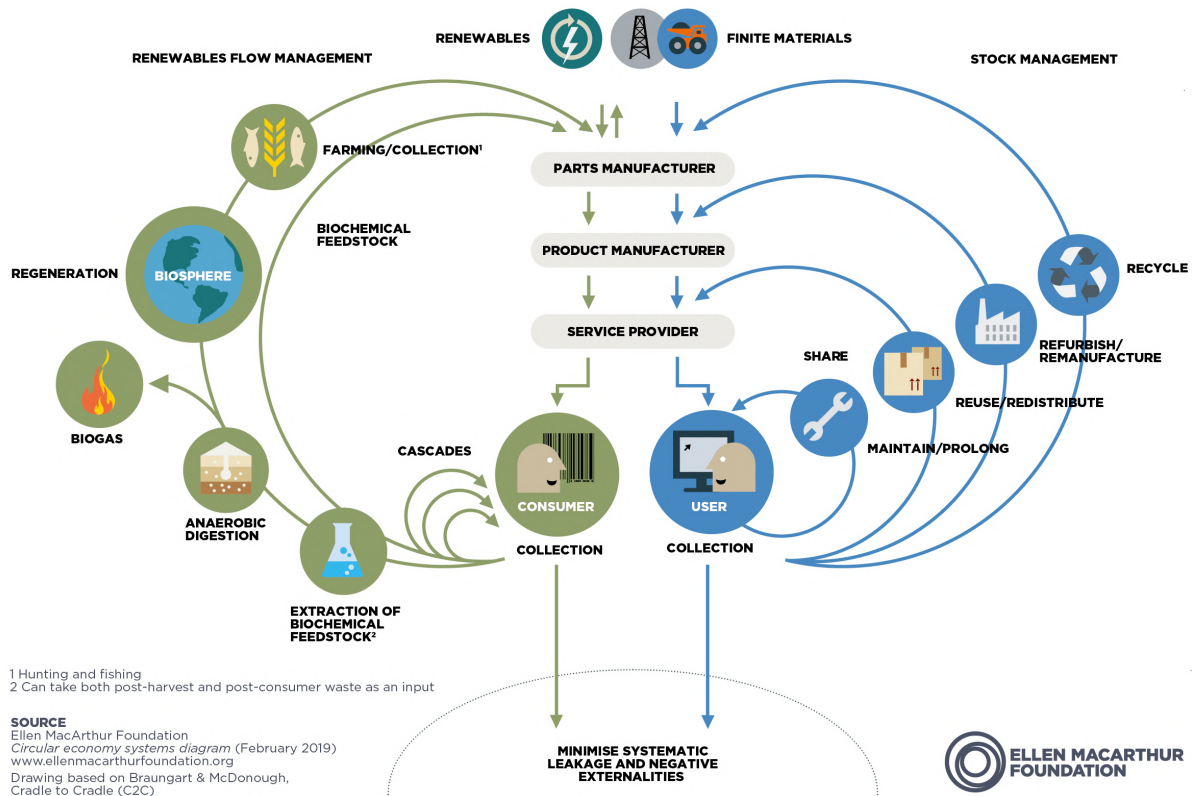 RENEWABLES
FINITE MATERIALS
RENEWABLES FLOW MANAGEMENT
STOCK MANAGEMENT
FARMING/COLLECTION¹
PARTS MANUFACTURER
BIOCHEMICAL
FEEDSTOCK
PRODUCT MANUFACTURER
REGENERATION
BIOSPHERE
RECYCLE
SERVICE PROVIDER
SHARE
REFURBISH/
REMANUFACTURE
REUSE/REDISTRIBUTE
BIOGAS
CASCADES
MAINTAIN/PROLONG
CONSUMER
USER
ANAEROBIC
DIGESTION
COLLECTION
COLLECTION
EXTRACTION OF
BIOCHEMICAL
FEEDSTOCK²
1 Hunting and fishing
2 Can take both post-harvest and post-consumer waste as an input
SOURCE
Ellen MacArthur Foundation
Circular economy systems diagram (February 2019)
www.ellenmacarthurfoundation.org
Drawing based on Braungart & McDonough,
Cradle to Cradle (C2C)
MINIMISE SYSTEMATIC
LEAKAGE AND NEGATIVE
EXTERNALITIES
ELLEN MACARTHUR
FOUNDATION